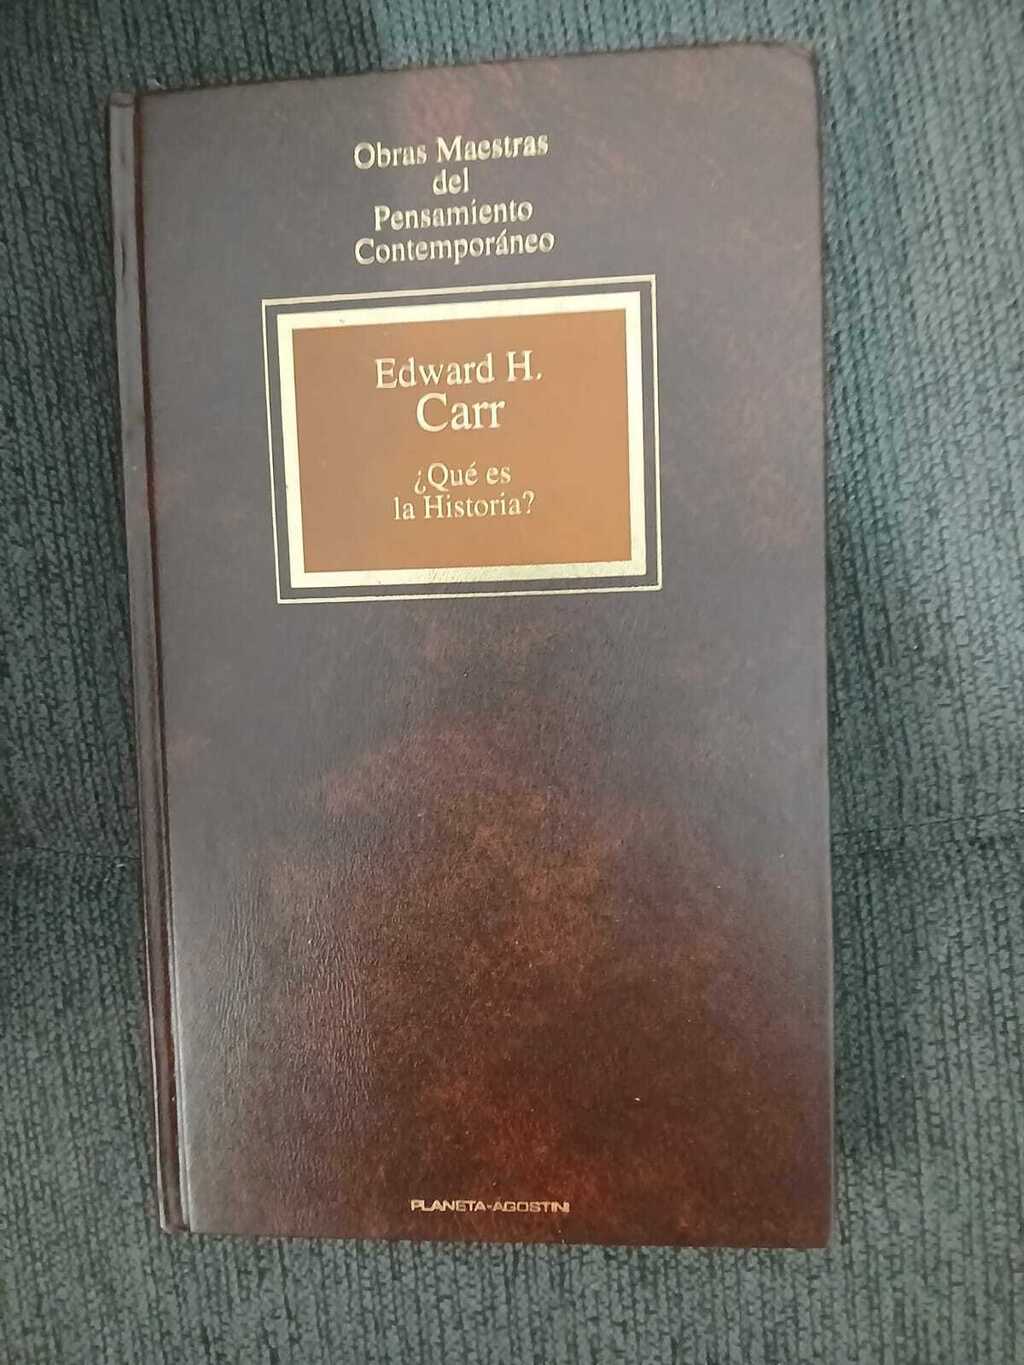 Obras Maestras
del
Pensamiento
Contemporáneo
Edward H.
Carr
¿Qué es
la Historia?
PLANETA-AGOSTINI